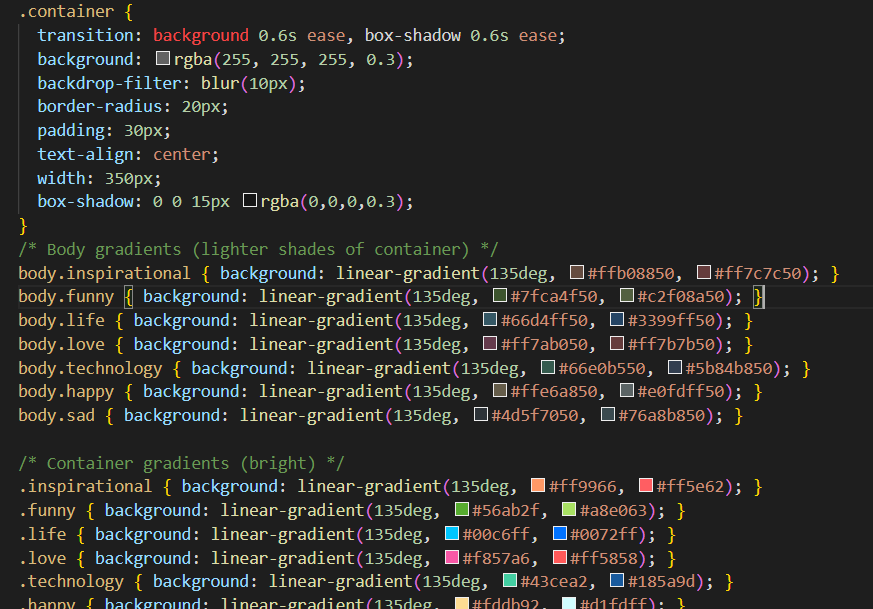 .container {
transition: background 0.6s ease, box-shadow 0.6s ease;
background: rgba(255, 255, 255, 0.3);
backdrop-filter: blur(10px);
border-radius: 20px;
padding: 30px;
text-align: center;
width: 350px;
box-shadow: 0 0 15px rgba(0,0,0,0.3);
}
/* Body gradients (lighter shades of container) */
body.inspirational { background: linear-gradient(135deg, #ffb08850, #ff7c7c50); }
body.funny { background: linear-gradient(135deg, #7fca4f50, #c2f08a50); }
body.life { background: linear-gradient(135deg, #66d4ff50, #3399ff50); }
body.love { background: linear-gradient(135deg, #ff7ab050, #ff7b7b50); }
body.technology { background: linear-gradient(135deg, #66e0b550, #5b84b850); }
body.happy { background: linear-gradient(135deg, #ffe6a850, #e0fdff50); }
body.sad { background: linear-gradient(135deg, #4d5f7050, #76a8b850); }
/* Container gradients (bright) */
.inspirational { background: linear-gradient(135deg, #ff9966, #ff5e62); }
.funny { background: linear-gradient(135deg, #56ab2f, #a8e063); }
.life { background: linear-gradient(135deg, #00c6ff, #0072ff); }
.love { background: linear-gradient(135deg, #f857a6, #ff5858); }
.technology { background: linear-gradient(135deg, #43cea2, #185a9d); }
.happy { background: linear-gradient(135deg, #fddb92, #d1fdff); }